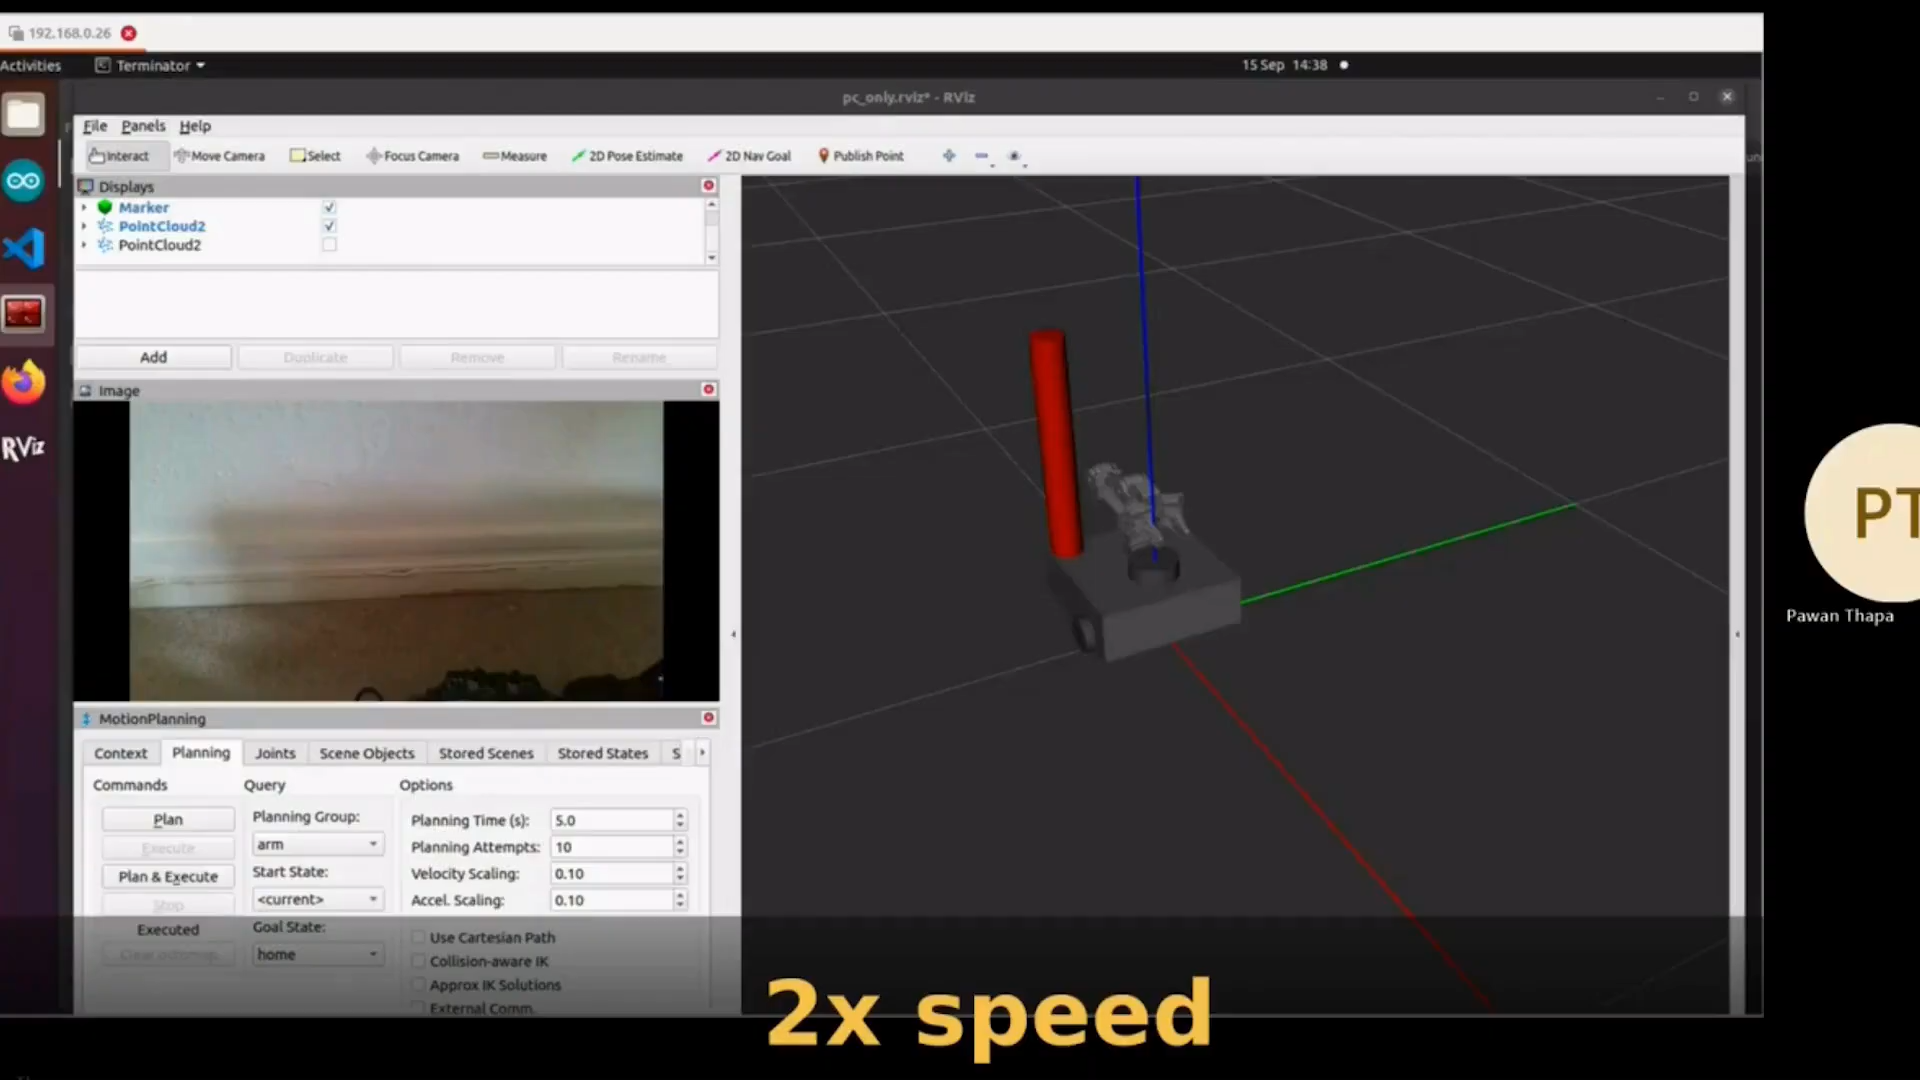 192.168.0.26
Activities
Terminator
15 Sep 14:38
pc_only.rviz* - RViz
File Panels Help
Interact Move Camera Select Focus Camera Measure 2D Pose Estimate 2D Nav Goal Publish Point
Displays
Marker
PointCloud2
PointCloud2
Add Duplicate Remove Rename
Image
RViz
MotionPlanning
Context Planning Joints Scene Objects Stored Scenes Stored States S
Commands Query Options
Plan
Execute
Plan & Execute
Stop
Executed
Clear octomap
Planning Group:
arm
Start State:
<current>
Goal State:
home
Planning Time (s): 5.0
Planning Attempts: 10
Velocity Scaling: 0.10
Accel. Scaling: 0.10
Use Cartesian Path
Collision-aware IK
Approx IK Solutions
External Comm.
2x speed
PT
Pawan Thapa